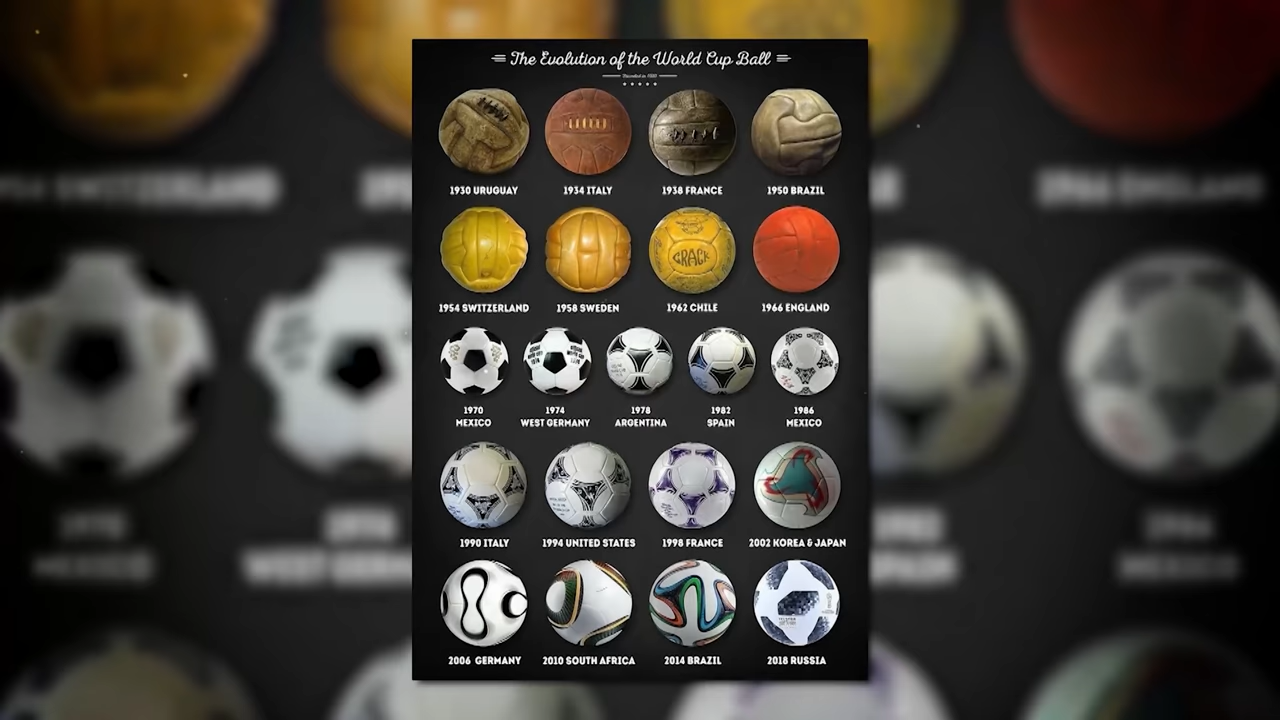 The Evolution of the World Cup Ball
1930 URUGUAY
1934 ITALY
1938 FRANCE
1950 BRAZIL
CRACK
1954 SWITZERLAND
1958 SWEDEN
1962 CHILE
1966 ENGLAND
1970
MEXICO
1974
WEST GERMANY
1978
ARGENTINA
1982
SPAIN
1986
MEXICO
1990 ITALY
1994 UNITED STATES
1998 FRANCE
2002 KOREA & JAPAN
2006 GERMANY
2010 SOUTH AFRICA
2014 BRAZIL
2018 RUSSIA